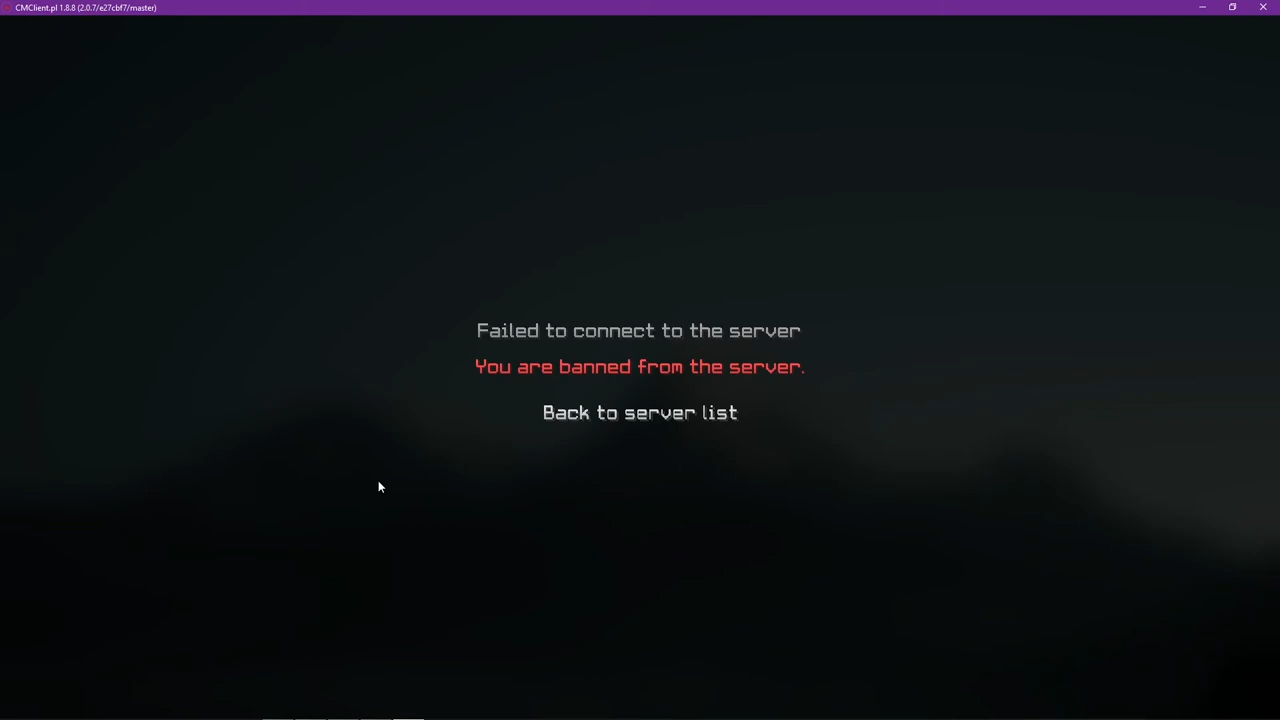 CMClient.pl 1.8.8 (2.0.7/e27cbf7/master)
Failed to connect to the server
You are banned from the server.
Back to server list